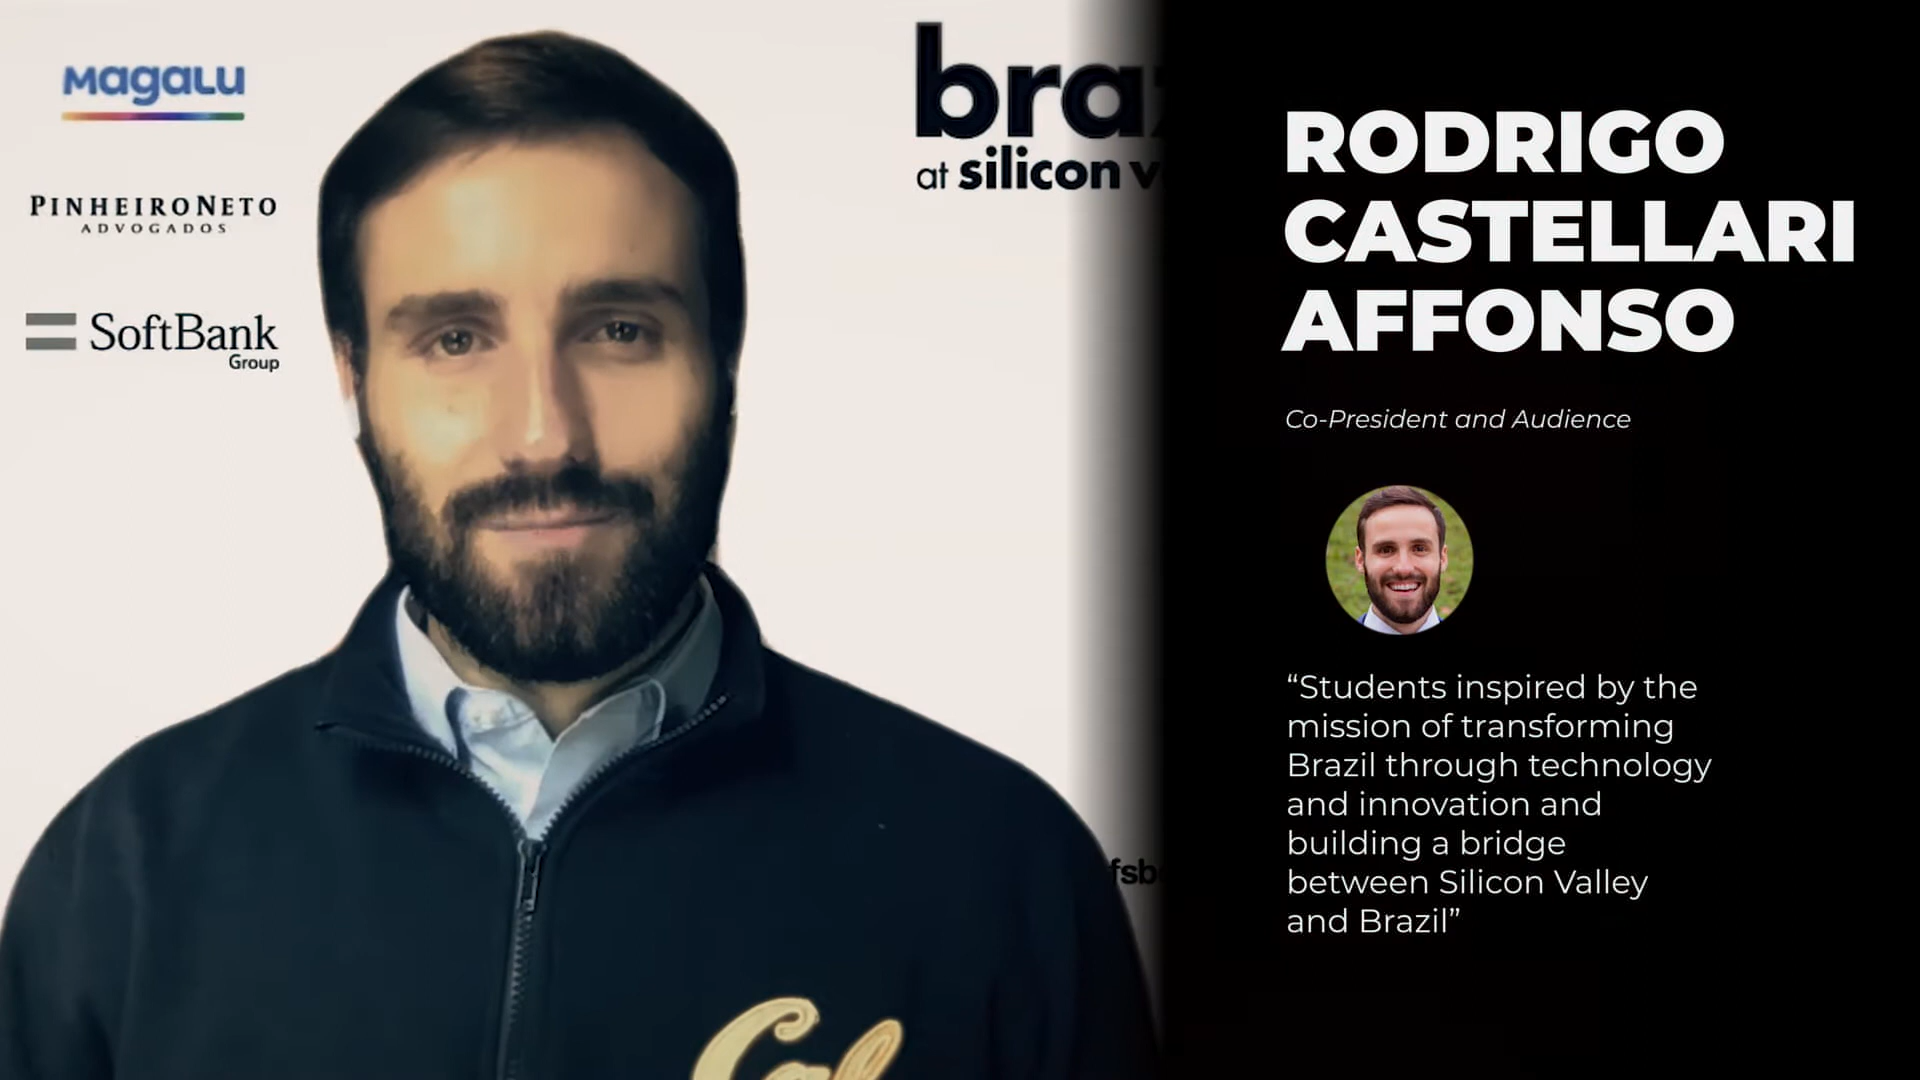 Magalu
PINHEIRONETO
ADVOGADOS
SoftBank
Group
at silicon
Cal
RODRIGO
CASTELLARI
AFFONSO
Co-President and Audience
“Students inspired by the
mission of transforming
Brazil through technology
and innovation and
building a bridge
between Silicon Valley
and Brazil”